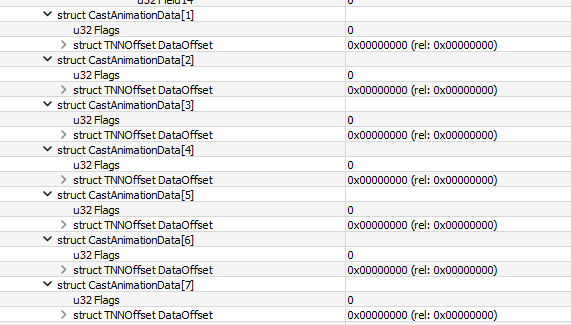 u32 Field14 0
struct CastAnimationData[1]
u32 Flags 0
struct TNNOffset DataOffset 0x00000000 (rel: 0x00000000)
struct CastAnimationData[2]
u32 Flags 0
struct TNNOffset DataOffset 0x00000000 (rel: 0x00000000)
struct CastAnimationData[3]
u32 Flags 0
struct TNNOffset DataOffset 0x00000000 (rel: 0x00000000)
struct CastAnimationData[4]
u32 Flags 0
struct TNNOffset DataOffset 0x00000000 (rel: 0x00000000)
struct CastAnimationData[5]
u32 Flags 0
struct TNNOffset DataOffset 0x00000000 (rel: 0x00000000)
struct CastAnimationData[6]
u32 Flags 0
struct TNNOffset DataOffset 0x00000000 (rel: 0x00000000)
struct CastAnimationData[7]
u32 Flags 0
struct TNNOffset DataOffset 0x00000000 (rel: 0x00000000)